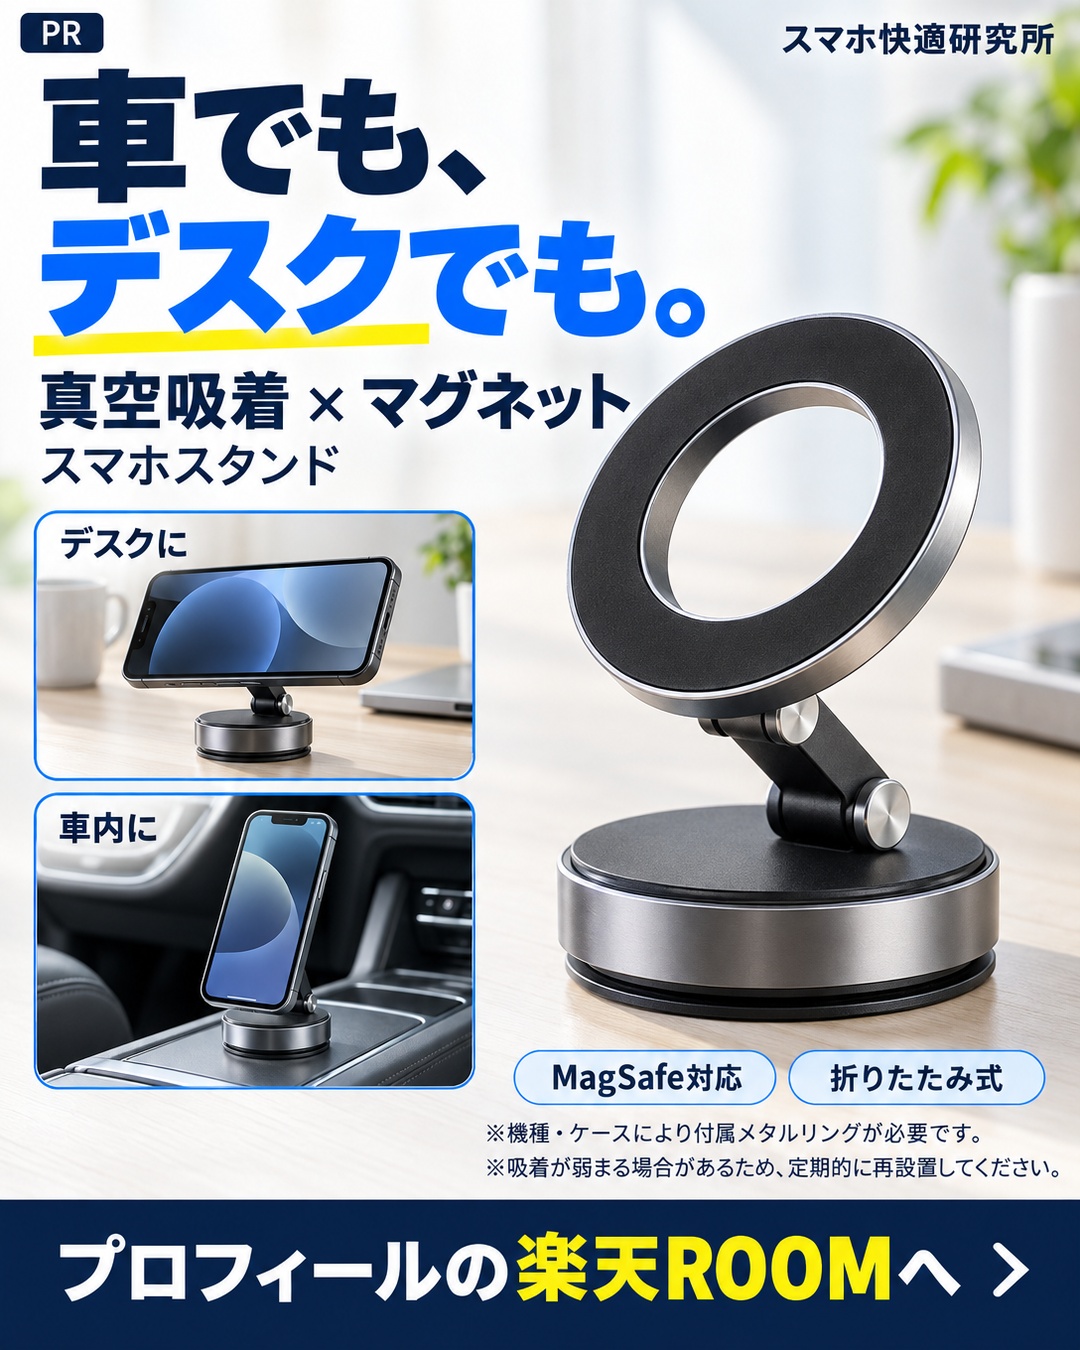 PR
スマホ快適研究所
車でも、
デスクでも。
真空吸着 × マグネット
スマホスタンド
デスクに
車内に
MagSafe対応
折りたたみ式
※機種・ケースにより付属メタルリングが必要です。
※吸着が弱まる場合があるため、定期的に再設置してください。
プロフィールの楽天ROOMへ >